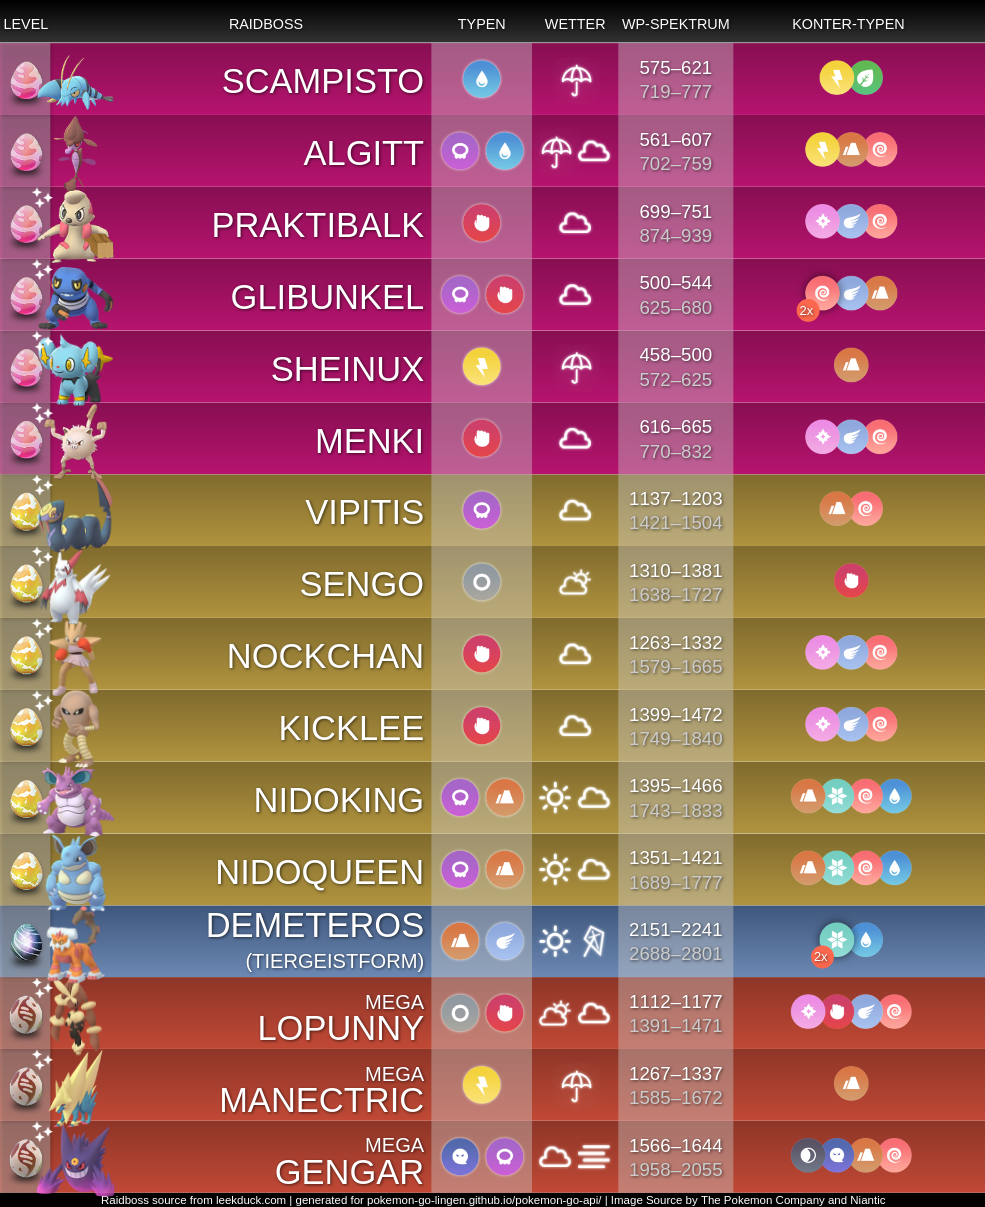 LEVEL RAIDBOSS TYPEN WETTER WP-SPEKTRUM KONTER-TYPEN
SCAMPISTO 575–621
719–777
ALGITT 561–607
702–759
PRAKTIBALK 699–751
874–939
GLIBUNKEL 500–544
625–680 2x
SHEINUX 458–500
572–625
MENKI 616–665
770–832
VIPITIS 1137–1203
1421–1504
SENGO 1310–1381
1638–1727
NOCKCHAN 1263–1332
1579–1665
KICKLEE 1399–1472
1749–1840
NIDOKING 1395–1466
1743–1833
NIDOQUEEN 1351–1421
1689–1777
DEMETEROS 2151–2241
(TIERGEISTFORM) 2688–2801 2x
MEGA 1112–1177
LOPUNNY 1391–1471
MEGA 1267–1337
MANECTRIC 1585–1672
MEGA 1566–1644
GENGAR 1958–2055
Raidboss source from leekduck.com | generated for pokemon-go-lingen.github.io/pokemon-go-api/ | Image Source by The Pokemon Company and Niantic